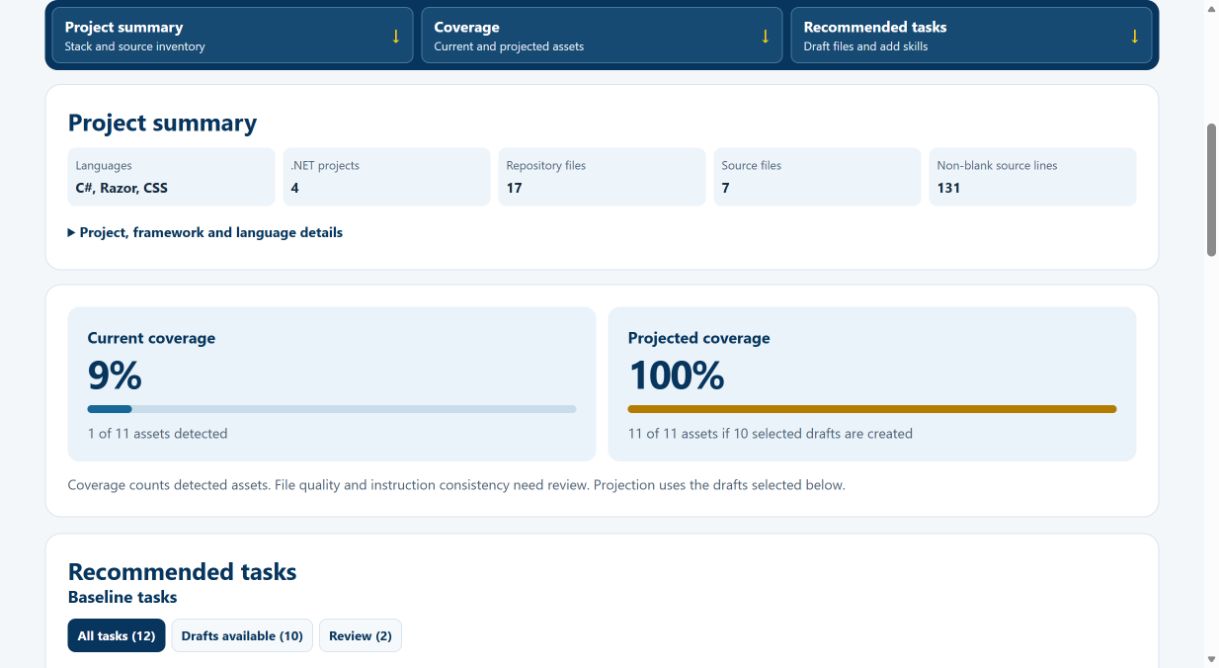 Project summary
Stack and source inventory
↓
Coverage
Current and projected assets
↓
Recommended tasks
Draft files and add skills
↓
Project summary
Languages
C#, Razor, CSS
.NET projects
4
Repository files
17
Source files
7
Non-blank source lines
131
Project, framework and language details
Current coverage
9%
1 of 11 assets detected
Projected coverage
100%
11 of 11 assets if 10 selected drafts are created
Coverage counts detected assets. File quality and instruction consistency need review. Projection uses the drafts selected below.
Recommended tasks
Baseline tasks
All tasks (12)
Drafts available (10)
Review (2)